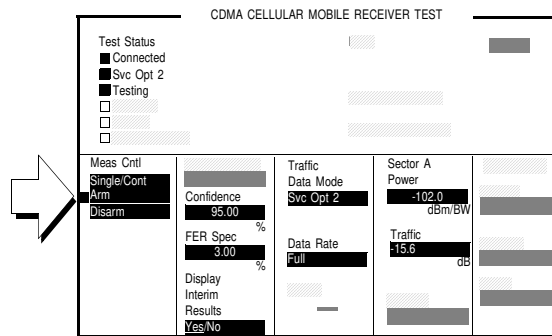 CDMA CELLULAR MOBILE RECEIVER TEST
Test Status
Connected
Svc Opt 2
Testing
Meas Cntl
Single/Cont
Arm
Disarm
Confidence
95.00
%
FER Spec
3.00
%
Display
Interim
Results
Yes/No
Traffic
Data Mode
Svc Opt 2
Data Rate
Full
Sector A
Power
-102.0
dBm/BW
Traffic
-15.6
dB